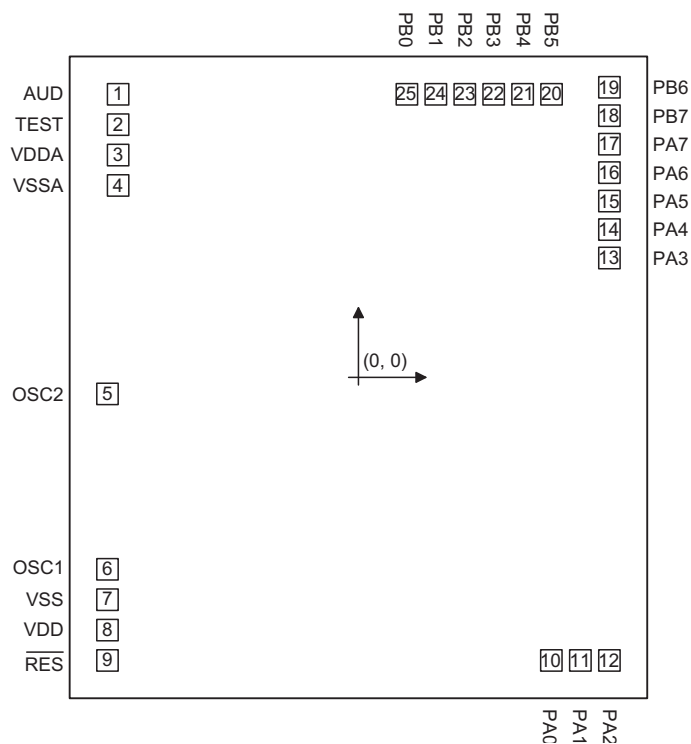 PB0 PB1 PB2 PB3 PB4 PB5
AUD 1 25 24 23 22 21 20 19 PB6
TEST 2 18 PB7
VDDA 3 17 PA7
VSSA 4 16 PA6
15 PA5
14 PA4
13 PA3
(0, 0)
OSC2 5
OSC1 6
VSS 7
VDD 8
RES 9 10 11 12
PA0 PA1 PA2